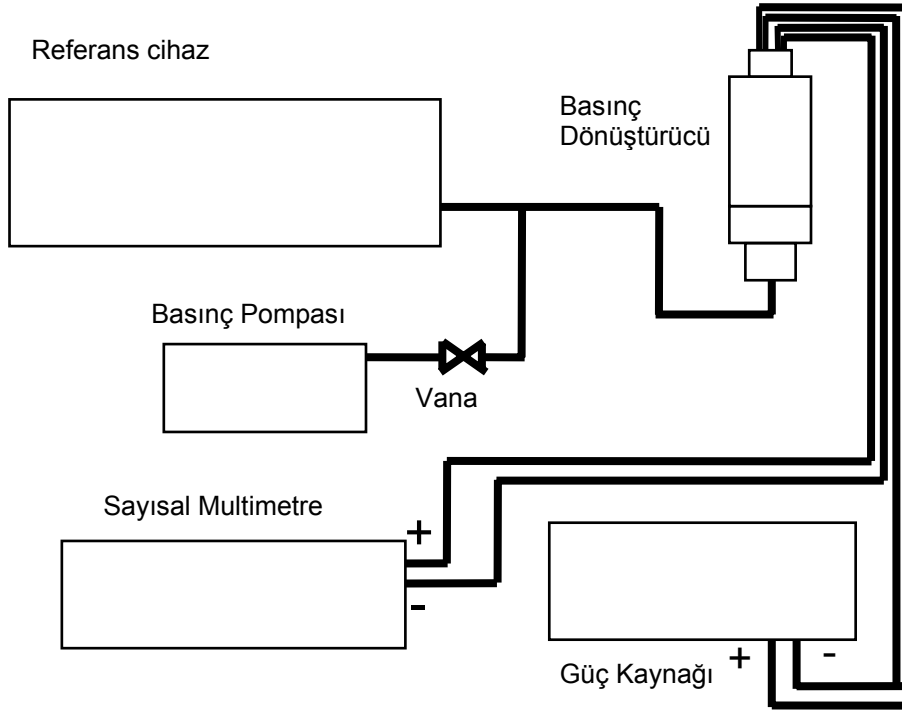 Referans cihaz
Basınç
Dönüştürücü
Basınç Pompası
Vana
Sayısal Multimetre
+
-
+
-
Güç Kaynağı